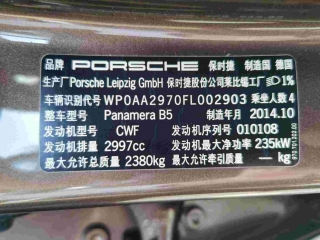 品牌 PORSCHE 保时捷 制造国 德国
生产厂 Porsche Leipzig GmbH 保时捷股份公司莱比锡工厂 1%
车辆识别代号 WP0AA2970FL002903 乘坐人数 4
整车型号 Panamera B5 制造年月 2014.10
发动机型号 CWF 发动机序号 010108
发动机排量 2997cc 发动机最大净功率 235kW
最大允许总质量 2380kg 最大允许牵引质量 — kg